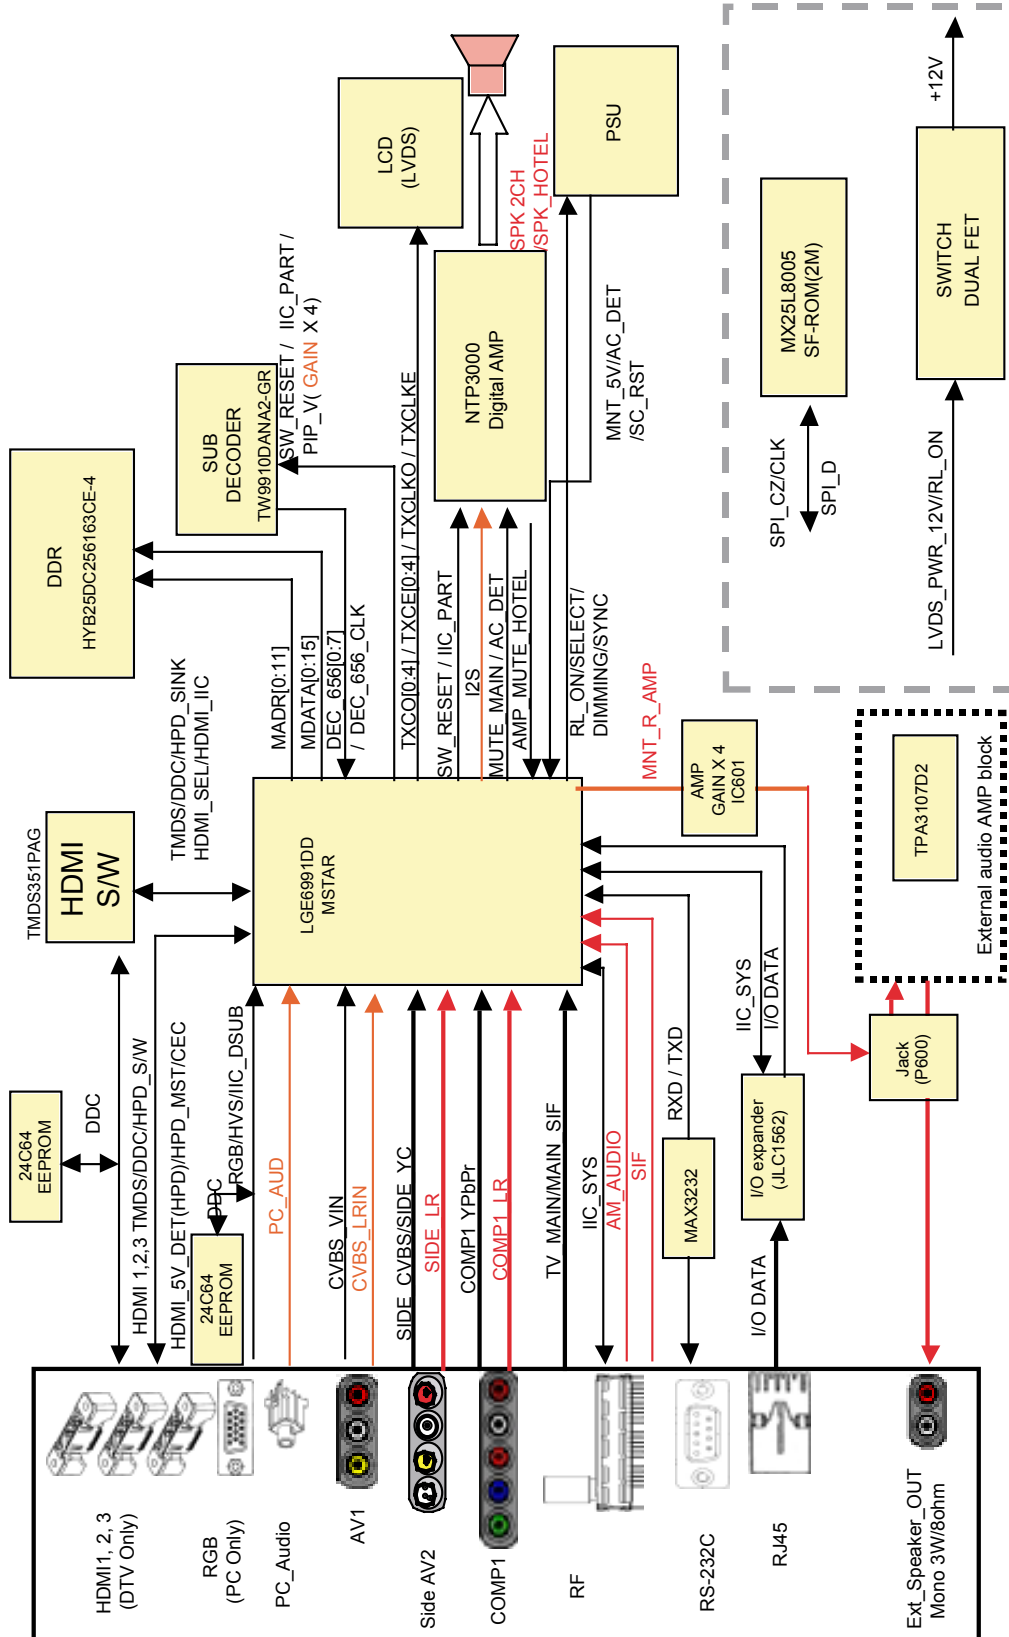 HDMI1, 2, 3
(DTV Only)
RGB
(PC Only)
PC_Audio
AV1
Side AV2
COMP1
RF
RS-232C
RJ45
Ext_Speaker_OUT
Mono 3W/8ohm
24C64
EEPROM
DDC
HDMI 1,2,3 TMDS/DDC/HPD_S/W
HDMI_5V_DET(HPD)/HPD_MST/CEC
24C64
EEPROM
DDC
RGB/HVS/IIC_DSUB
PC_AUD
CVBS_VIN
CVBS_LRIN
SIDE_CVBS/SIDE_YC
SIDE_LR
COMP1 YPbPr
COMP1_LR
TV_MAIN/MAIN_SIF
IIC_SYS
AM_AUDIO
SIF
RXD / TXD
MAX3232
I/O DATA
I/O expander
(JLC1562)
IIC_SYS
I/O DATA
Jack
(P600)
TMDS351PAG
HDMI
S/W
TMDS/DDC/HPD_SINK
HDMI_SEL/HDMI_IIC
LGE6991DD
MSTAR
DDR
HYB25DC256163CE-4
MADR[0:11]
MDATA[0:15]
DEC_656[0:7]
/ DEC_656_CLK
SUB
DECODER
TW9910DANA2-GR
SW_RESET / IIC_PART /
PIP_V( GAIN X 4)
TXCO[0:4] / TXCE[0:4] / TXCLKO / TXCLKE
LCD
(LVDS)
SW_RESET / IIC_PART
I2S
MUTE_MAIN / AC_DET
AMP_MUTE_HOTEL
NTP3000
Digital AMP
SPK 2CH
/SPK_HOTEL
RL_ON/SELECT/
DIMMING/SYNC
MNT_5V/AC_DET
/SC_RST
PSU
MNT_R_AMP
AMP
GAIN X 4
IC601
TPA3107D2
External audio AMP block
SPI_CZ/CLK
SPI_D
MX25L8005
SF-ROM(2M)
LVDS_PWR_12V/RL_ON
SWITCH
DUAL FET
+12V